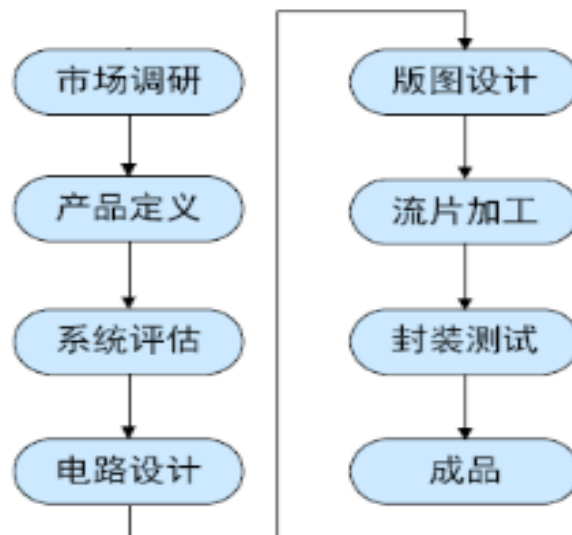 市场调研
产品定义
系统评估
电路设计
版图设计
流片加工
封装测试
成品